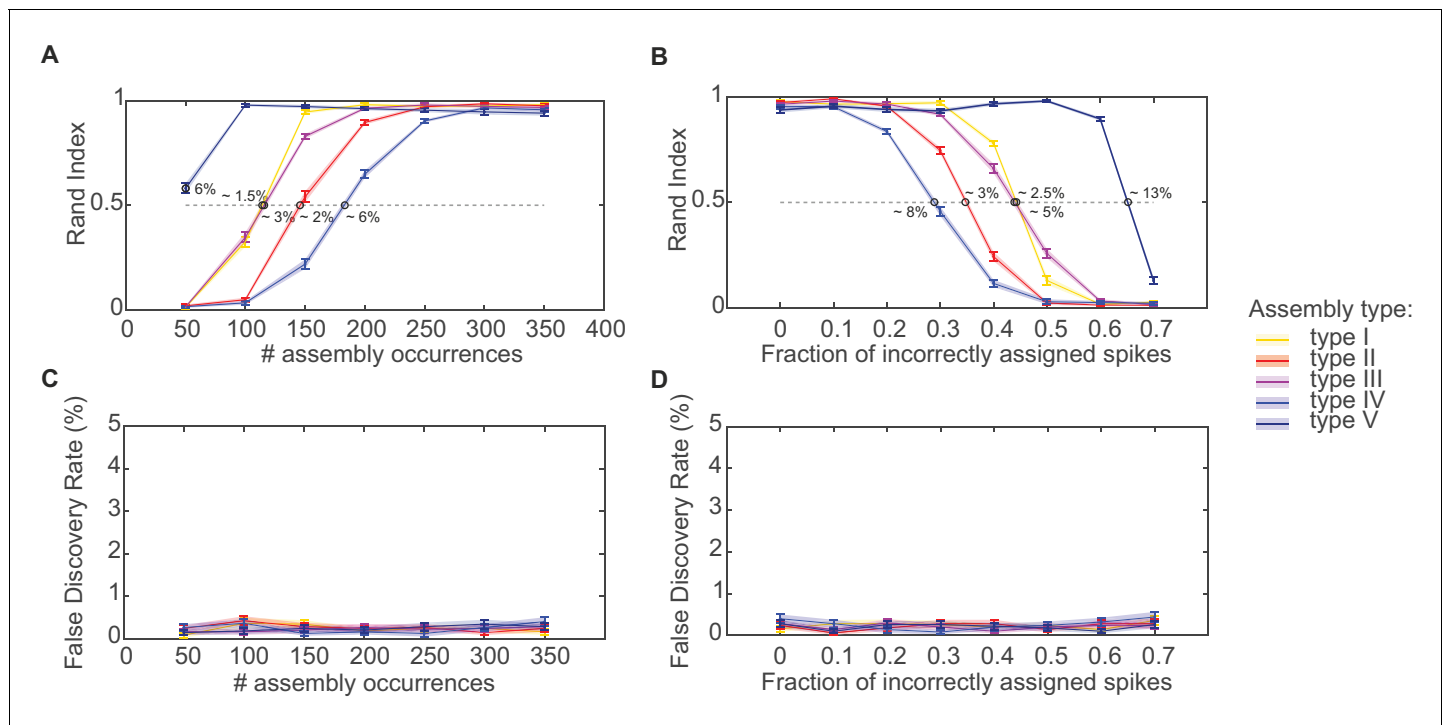 A
Rand Index
1
0.5
0
6%
~ 1.5%
~ 3%
~ 2%
~ 6%
0 50 100 150 200 250 300 350 400
# assembly occurrences
B
Rand Index
1
0.5
0
~ 8%
~ 3%
~ 2.5%
~ 5%
~ 13%
0 0.1 0.2 0.3 0.4 0.5 0.6 0.7
Fraction of incorrectly assigned spikes
Assembly type:
type I
type II
type III
type IV
type V
C
False Discovery Rate (%)
5
4
3
2
1
0
0 50 100 150 200 250 300 350
# assembly occurrences
D
False Discovery Rate (%)
5
4
3
2
1
0
0 0.1 0.2 0.3 0.4 0.5 0.6 0.7
Fraction of incorrectly assigned spikes